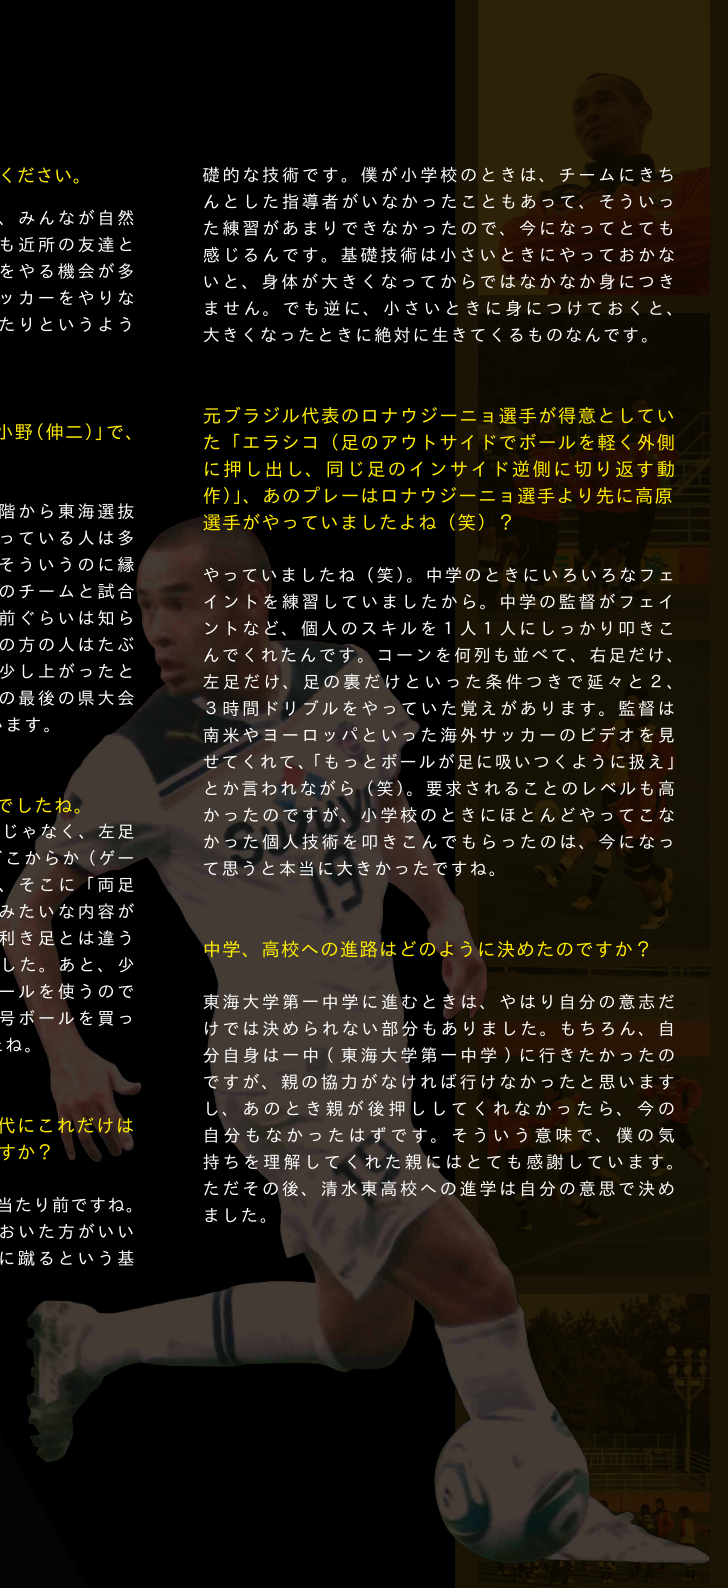 ください。
、みんなが自然
も近所の友達と
をやる機会が多
ッカーをやりな
たりというよう
小野（伸二）」で、
階から東海選抜
っている人は多
そういうのに縁
のチームと試合
前ぐらいは知ら
の方の人はたぶ
少し上がったと
の最後の県大会
います。
でしたね。
じゃなく、左足
どこからか（ゲー
、そこに「両足
みたいな内容が
利き足とは違う
した。あと、少
ールを使うので
号ボールを買っ
たね。
代にこれだけは
すか？
当たり前ですね。
おいた方がいい
に蹴るという基
礎的な技術です。僕が小学校のときは、チームにきち
んとした指導者がいなかったこともあって、そういっ
た練習があまりできなかったので、今になってとても
感じるんです。基礎技術は小さいときにやっておかな
いと、身体が大きくなってからではなかなか身につき
ません。でも逆に、小さいときに身につけておくと、
大きくなったときに絶対に生きてくるものなんです。
元ブラジル代表のロナウジーニョ選手が得意としてい
た「エラシコ（足のアウトサイドでボールを軽く外側
に押し出し、同じ足のインサイド逆側に切り返す動
作）」、あのプレーはロナウジーニョ選手より先に高原
選手がやっていましたよね（笑）？
やっていましたね（笑）。中学のときにいろいろなフェ
イントを練習していましたから。中学の監督がフェイ
ントなど、個人のスキルを１人１人にしっかり叩きこ
んでくれたんです。コーンを何列も並べて、右足だけ、
左足だけ、足の裏だけといった条件つきで延々と２、
３時間ドリブルをやっていた覚えがあります。監督は
南米やヨーロッパといった海外サッカーのビデオを見
せてくれて、「もっとボールが足に吸いつくように扱え」
とか言われながら（笑）。要求されることのレベルも高
かったのですが、小学校のときにほとんどやってこな
かった個人技術を叩きこんでもらったのは、今になっ
て思うと本当に大きかったですね。
中学、高校への進路はどのように決めたのですか？
東海大学第一中学に進むときは、やはり自分の意志だ
けでは決められない部分もありました。もちろん、自
分自身は一中（東海大学第一中学）に行きたかったの
ですが、親の協力がなければ行けなかったと思います
し、あのとき親が後押ししてくれなかったら、今の
自分もなかったはずです。そういう意味で、僕の気
持ちを理解してくれた親にはとても感謝しています。
ただその後、清水東高校への進学は自分の意思で決め
ました。
19
19